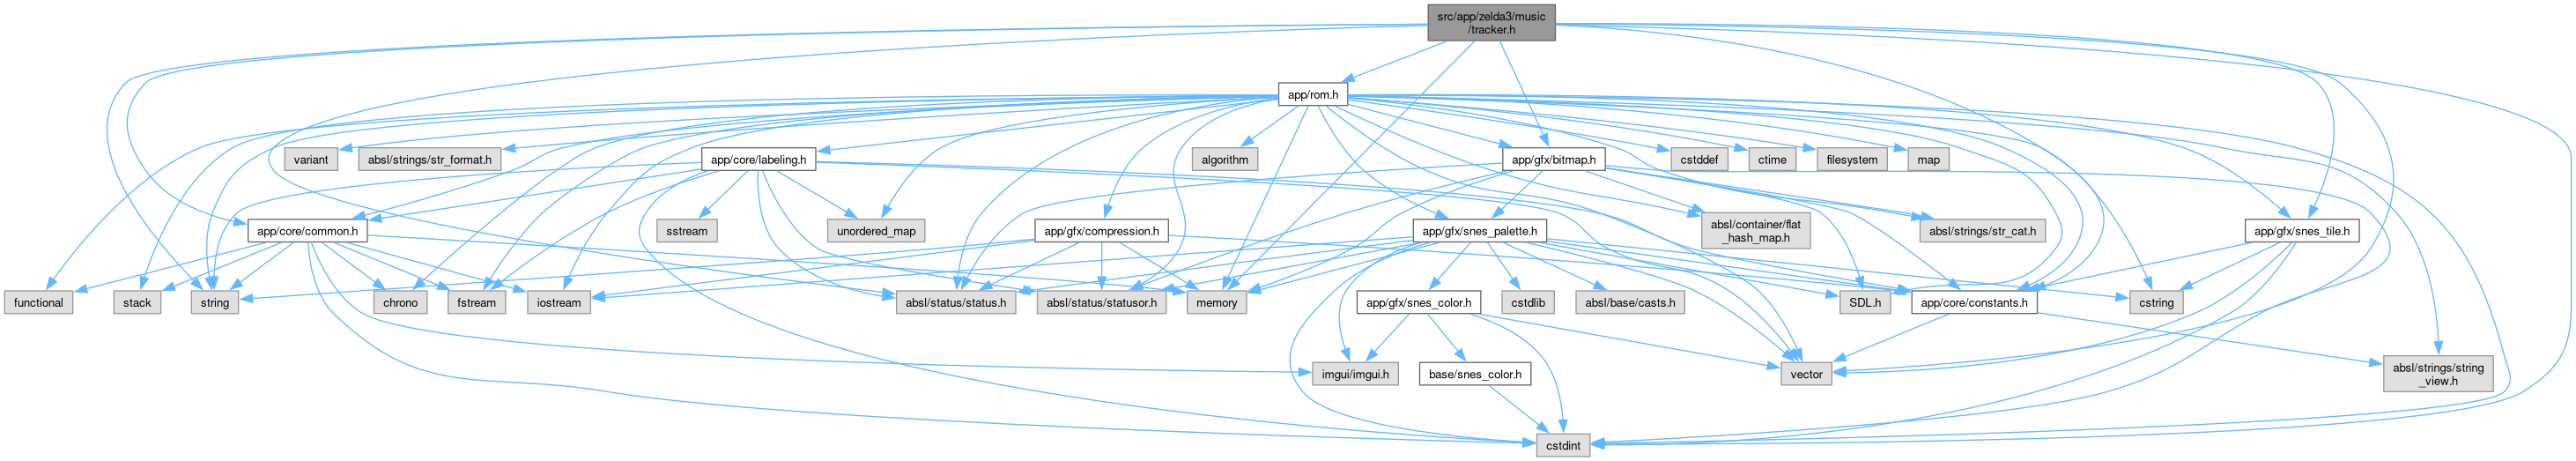 src/app/zelda3/music
/tracker.h
app/rom.h
variant
absl/strings/str_format.h
app/core/labeling.h
algorithm
app/gfx/bitmap.h
cstddef
ctime
filesystem
map
app/core/common.h
sstream
unordered_map
app/gfx/compression.h
app/gfx/snes_palette.h
absl/container/flat
_hash_map.h
absl/strings/str_cat.h
app/gfx/snes_tile.h
functional
stack
string
chrono
fstream
iostream
absl/status/status.h
absl/status/statusor.h
memory
app/gfx/snes_color.h
cstdlib
absl/base/casts.h
SDL.h
app/core/constants.h
cstring
imgui/imgui.h
base/snes_color.h
vector
absl/strings/string
_view.h
cstdint